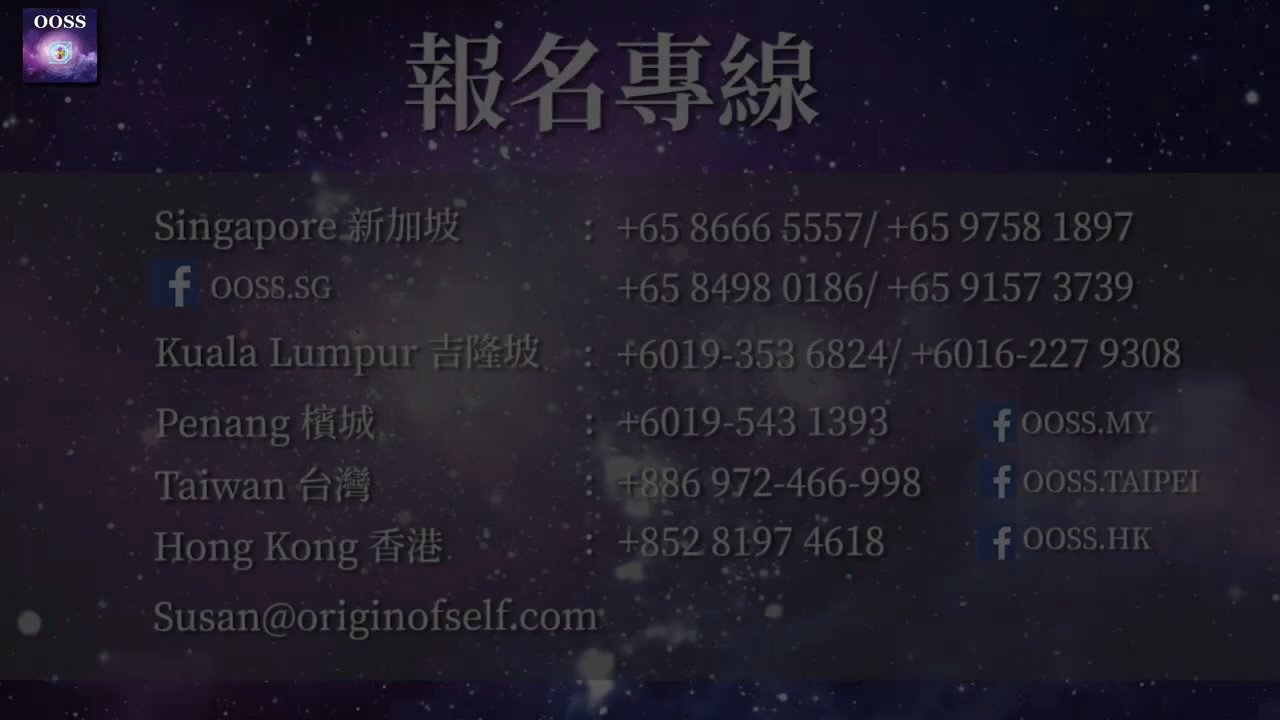 OOSS
報名專線
Singapore 新加坡 : +65 8666 5557/ +65 9758 1897
OOSS.SG +65 8498 0186/ +65 9157 3739
Kuala Lumpur 吉隆坡 : +6019-353 6824/ +6016-227 9308
Penang 檳城 : +6019-543 1393 OOSS.MY
Taiwan 台灣 : +886 972-466-998 OOSS.TAIPEI
Hong Kong 香港 : +852 8197 4618 OOSS.HK
Susan@originofself.com